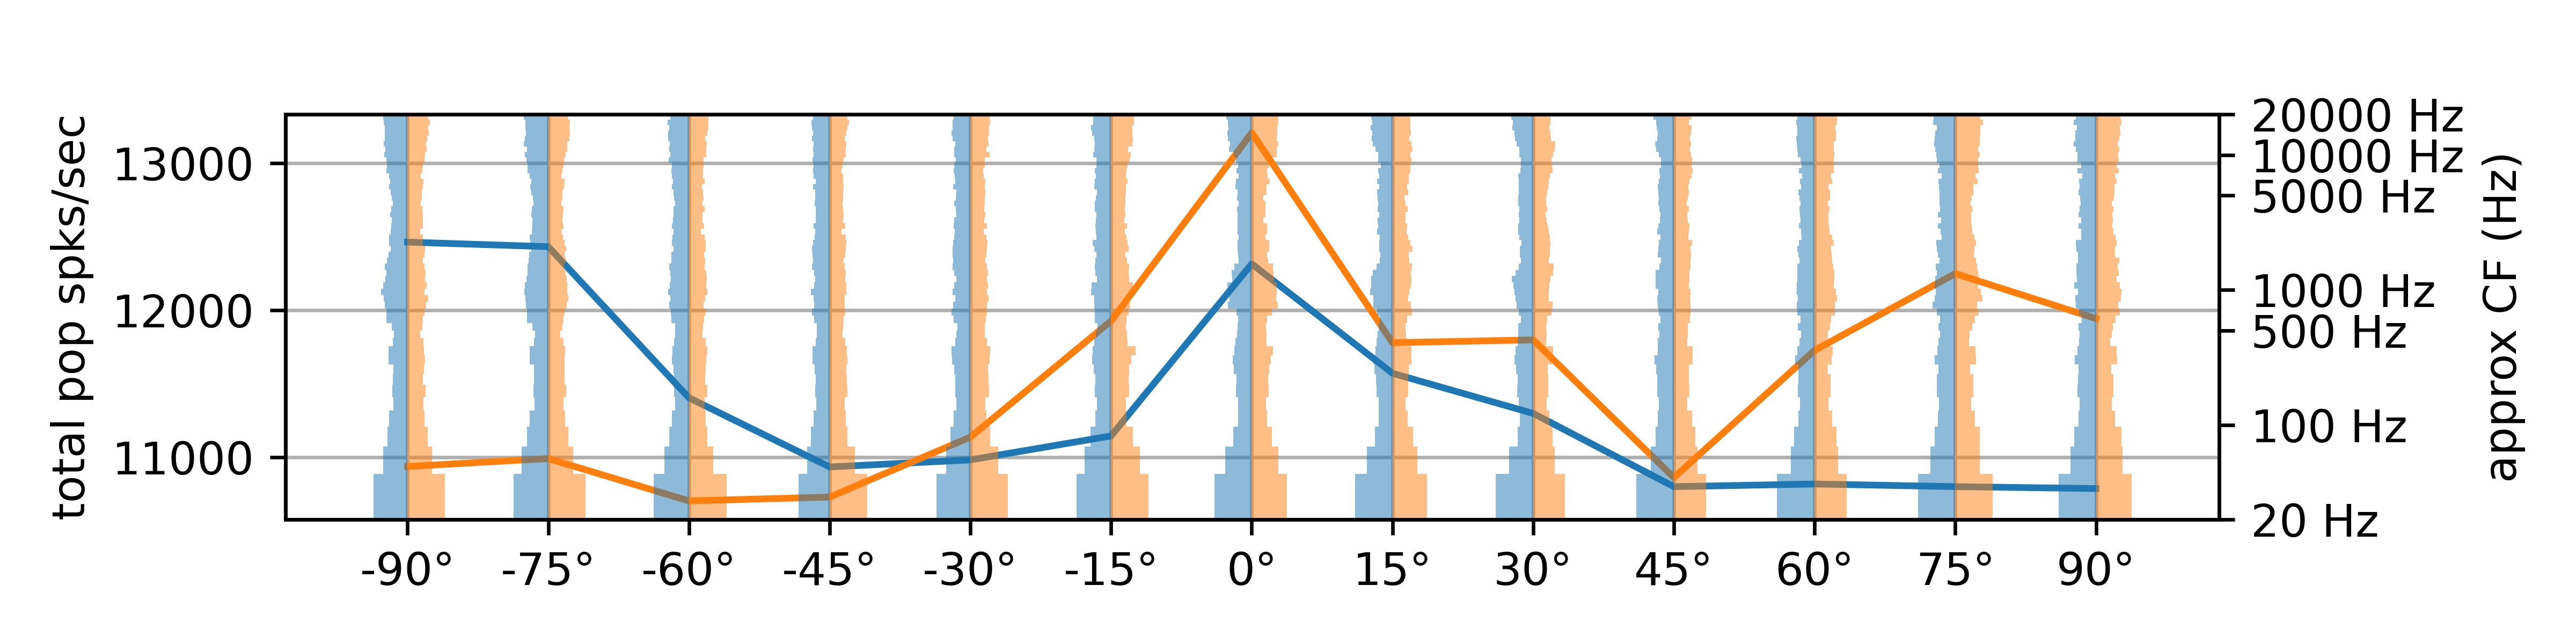 total pop spks/sec
13000
12000
11000
20000 Hz
10000 Hz
5000 Hz
1000 Hz
500 Hz
100 Hz
20 Hz
approx CF (Hz)
-90° -75° -60° -45° -30° -15° 0° 15° 30° 45° 60° 75° 90°